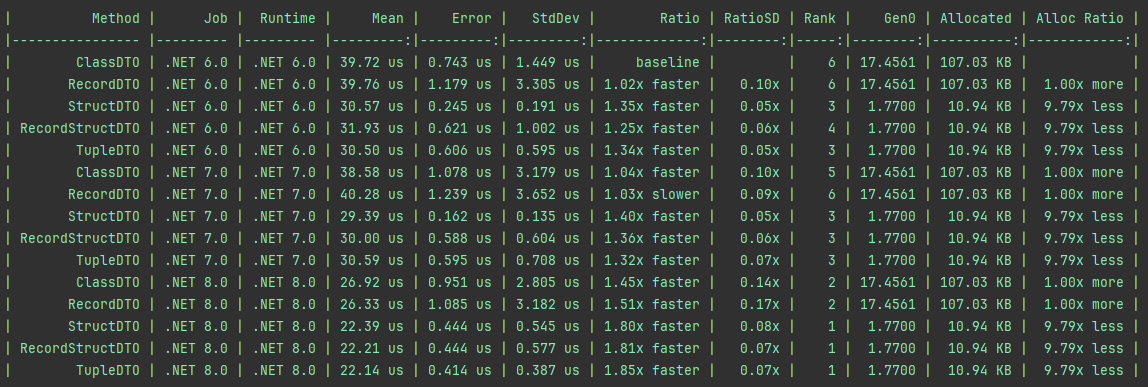 |          Method |      Job |  Runtime |     Mean |    Error |   StdDev |        Ratio | RatioSD | Rank |    Gen0 | Allocated | Alloc Ratio |
|---------------- |--------- |--------- |---------:|---------:|---------:|-------------:|--------:|-----:|--------:|----------:|------------:|
|        ClassDTO | .NET 6.0 | .NET 6.0 | 39.72 us | 0.743 us | 1.449 us |     baseline |         |    6 | 17.4561 | 107.03 KB |             |
|       RecordDTO | .NET 6.0 | .NET 6.0 | 39.76 us | 1.179 us | 3.305 us | 1.02x faster |   0.10x |    6 | 17.4561 | 107.03 KB |  1.00x more |
|       StructDTO | .NET 6.0 | .NET 6.0 | 30.57 us | 0.245 us | 0.191 us | 1.35x faster |   0.05x |    3 |  1.7700 |  10.94 KB |  9.79x less |
| RecordStructDTO | .NET 6.0 | .NET 6.0 | 31.93 us | 0.621 us | 1.002 us | 1.25x faster |   0.06x |    4 |  1.7700 |  10.94 KB |  9.79x less |
|        TupleDTO | .NET 6.0 | .NET 6.0 | 30.50 us | 0.606 us | 0.595 us | 1.34x faster |   0.05x |    3 |  1.7700 |  10.94 KB |  9.79x less |
|        ClassDTO | .NET 7.0 | .NET 7.0 | 38.58 us | 1.078 us | 3.179 us | 1.04x faster |   0.10x |    5 | 17.4561 | 107.03 KB |  1.00x more |
|       RecordDTO | .NET 7.0 | .NET 7.0 | 40.28 us | 1.239 us | 3.652 us | 1.03x slower |   0.09x |    6 | 17.4561 | 107.03 KB |  1.00x more |
|       StructDTO | .NET 7.0 | .NET 7.0 | 29.39 us | 0.162 us | 0.135 us | 1.40x faster |   0.05x |    3 |  1.7700 |  10.94 KB |  9.79x less |
| RecordStructDTO | .NET 7.0 | .NET 7.0 | 30.00 us | 0.588 us | 0.604 us | 1.36x faster |   0.06x |    3 |  1.7700 |  10.94 KB |  9.79x less |
|        TupleDTO | .NET 7.0 | .NET 7.0 | 30.59 us | 0.595 us | 0.708 us | 1.32x faster |   0.07x |    3 |  1.7700 |  10.94 KB |  9.79x less |
|        ClassDTO | .NET 8.0 | .NET 8.0 | 26.92 us | 0.951 us | 2.805 us | 1.45x faster |   0.14x |    2 | 17.4561 | 107.03 KB |  1.00x more |
|       RecordDTO | .NET 8.0 | .NET 8.0 | 26.33 us | 1.085 us | 3.182 us | 1.51x faster |   0.17x |    2 | 17.4561 | 107.03 KB |  1.00x more |
|       StructDTO | .NET 8.0 | .NET 8.0 | 22.39 us | 0.444 us | 0.545 us | 1.80x faster |   0.08x |    1 |  1.7700 |  10.94 KB |  9.79x less |
| RecordStructDTO | .NET 8.0 | .NET 8.0 | 22.21 us | 0.444 us | 0.577 us | 1.81x faster |   0.07x |    1 |  1.7700 |  10.94 KB |  9.79x less |
|        TupleDTO | .NET 8.0 | .NET 8.0 | 22.14 us | 0.414 us | 0.387 us | 1.85x faster |   0.07x |    1 |  1.7700 |  10.94 KB |  9.79x less |